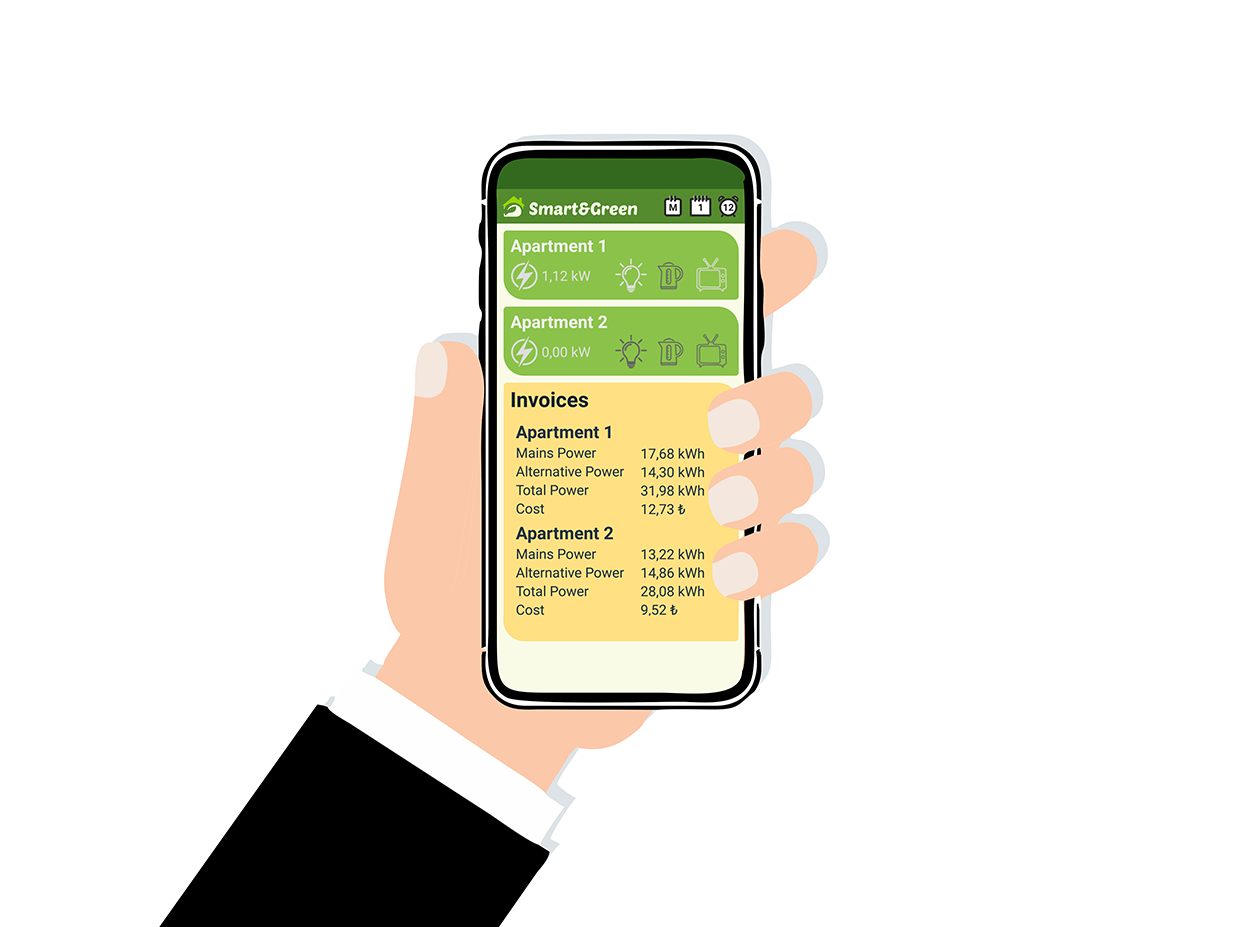 Smart&Green M 1 12
Apartment 1
1,12 kW
Apartment 2
0,00 kW
Invoices
Apartment 1
Mains Power 17,68 kWh
Alternative Power 14,30 kWh
Total Power 31,98 kWh
Cost 12,73 ₺
Apartment 2
Mains Power 13,22 kWh
Alternative Power 14,86 kWh
Total Power 28,08 kWh
Cost 9,52 ₺